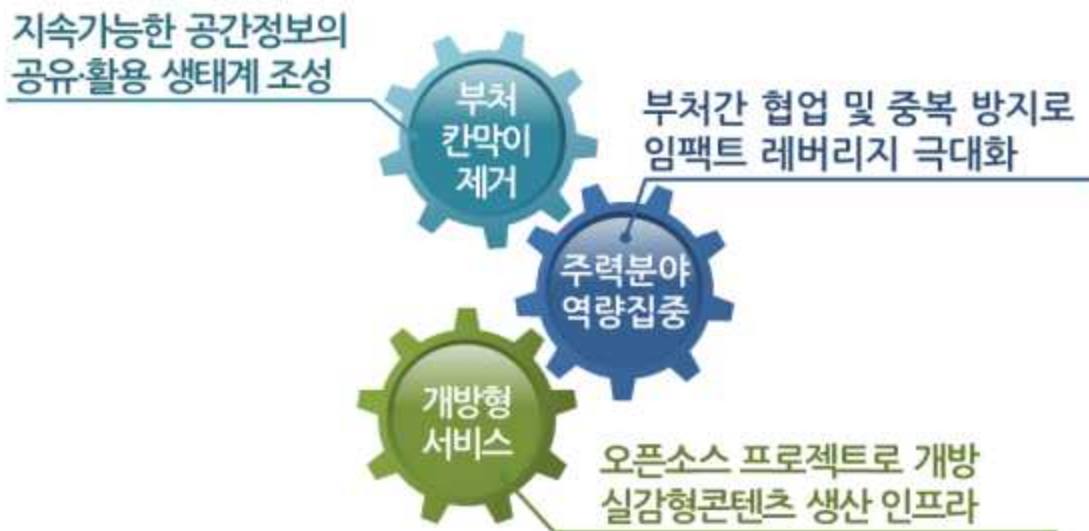 지속가능한 공간정보의
공유·활용 생태계 조성
부처
칸막이
제거
부처간 협업 및 중복 방지로
임팩트 레버리지 극대화
주력분야
역량집중
개방형
서비스
오픈소스 프로젝트로 개방
실감형콘텐츠 생산 인프라